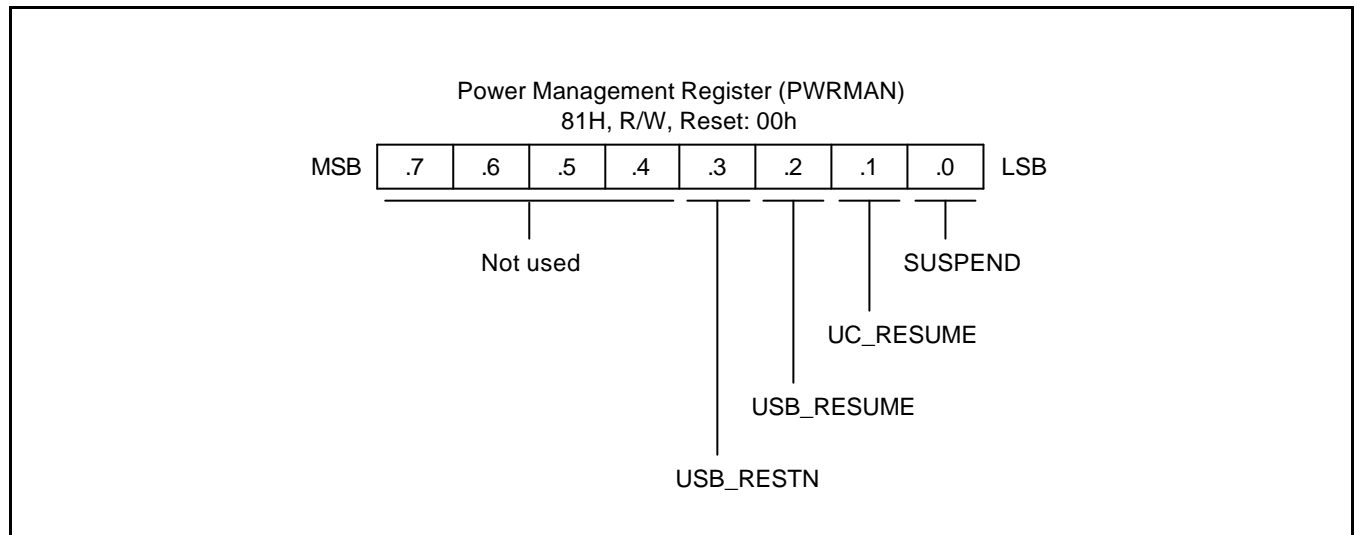 Power Management Register (PWRMAN)
81H, R/W, Reset: 00h
MSB .7 .6 .5 .4 .3 .2 .1 .0 LSB
Not used SUSPEND
UC_RESUME
USB_RESUME
USB_RESTN